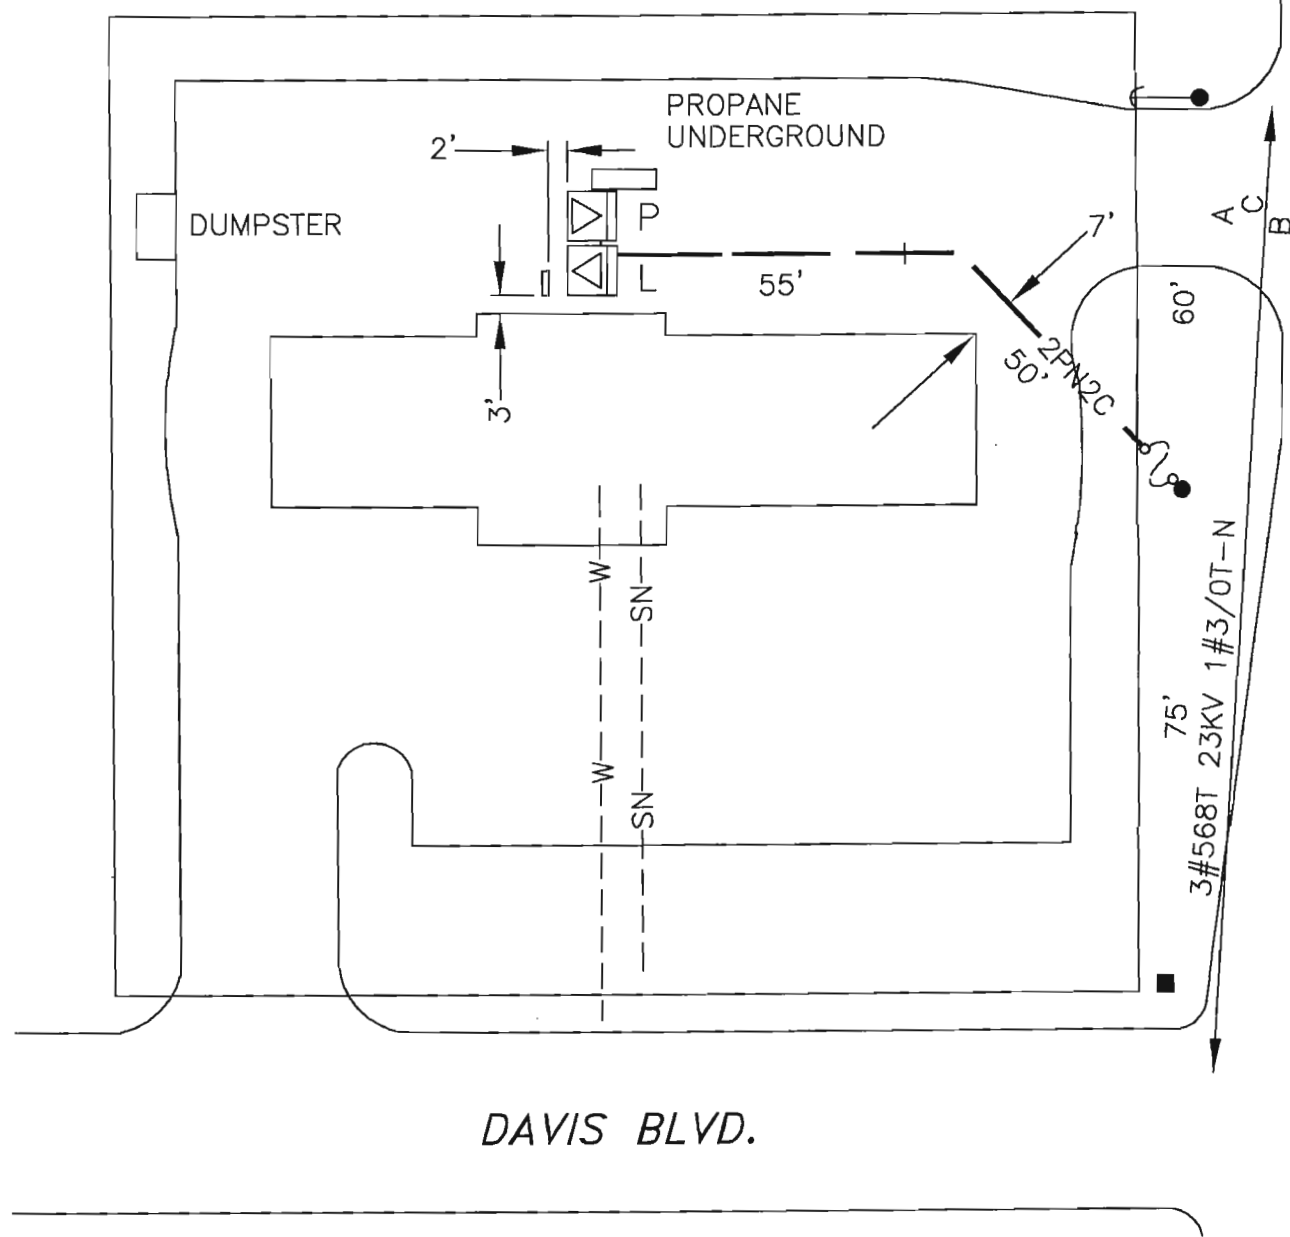 PROPANE
UNDERGROUND
2'
DUMPSTER
P
L
A
C
B
7'
55'
60'
2PN2C
50'
3'
W
SN
W
SN
75'
3#568T 23KV 1#3/0T-N
DAVIS BLVD.